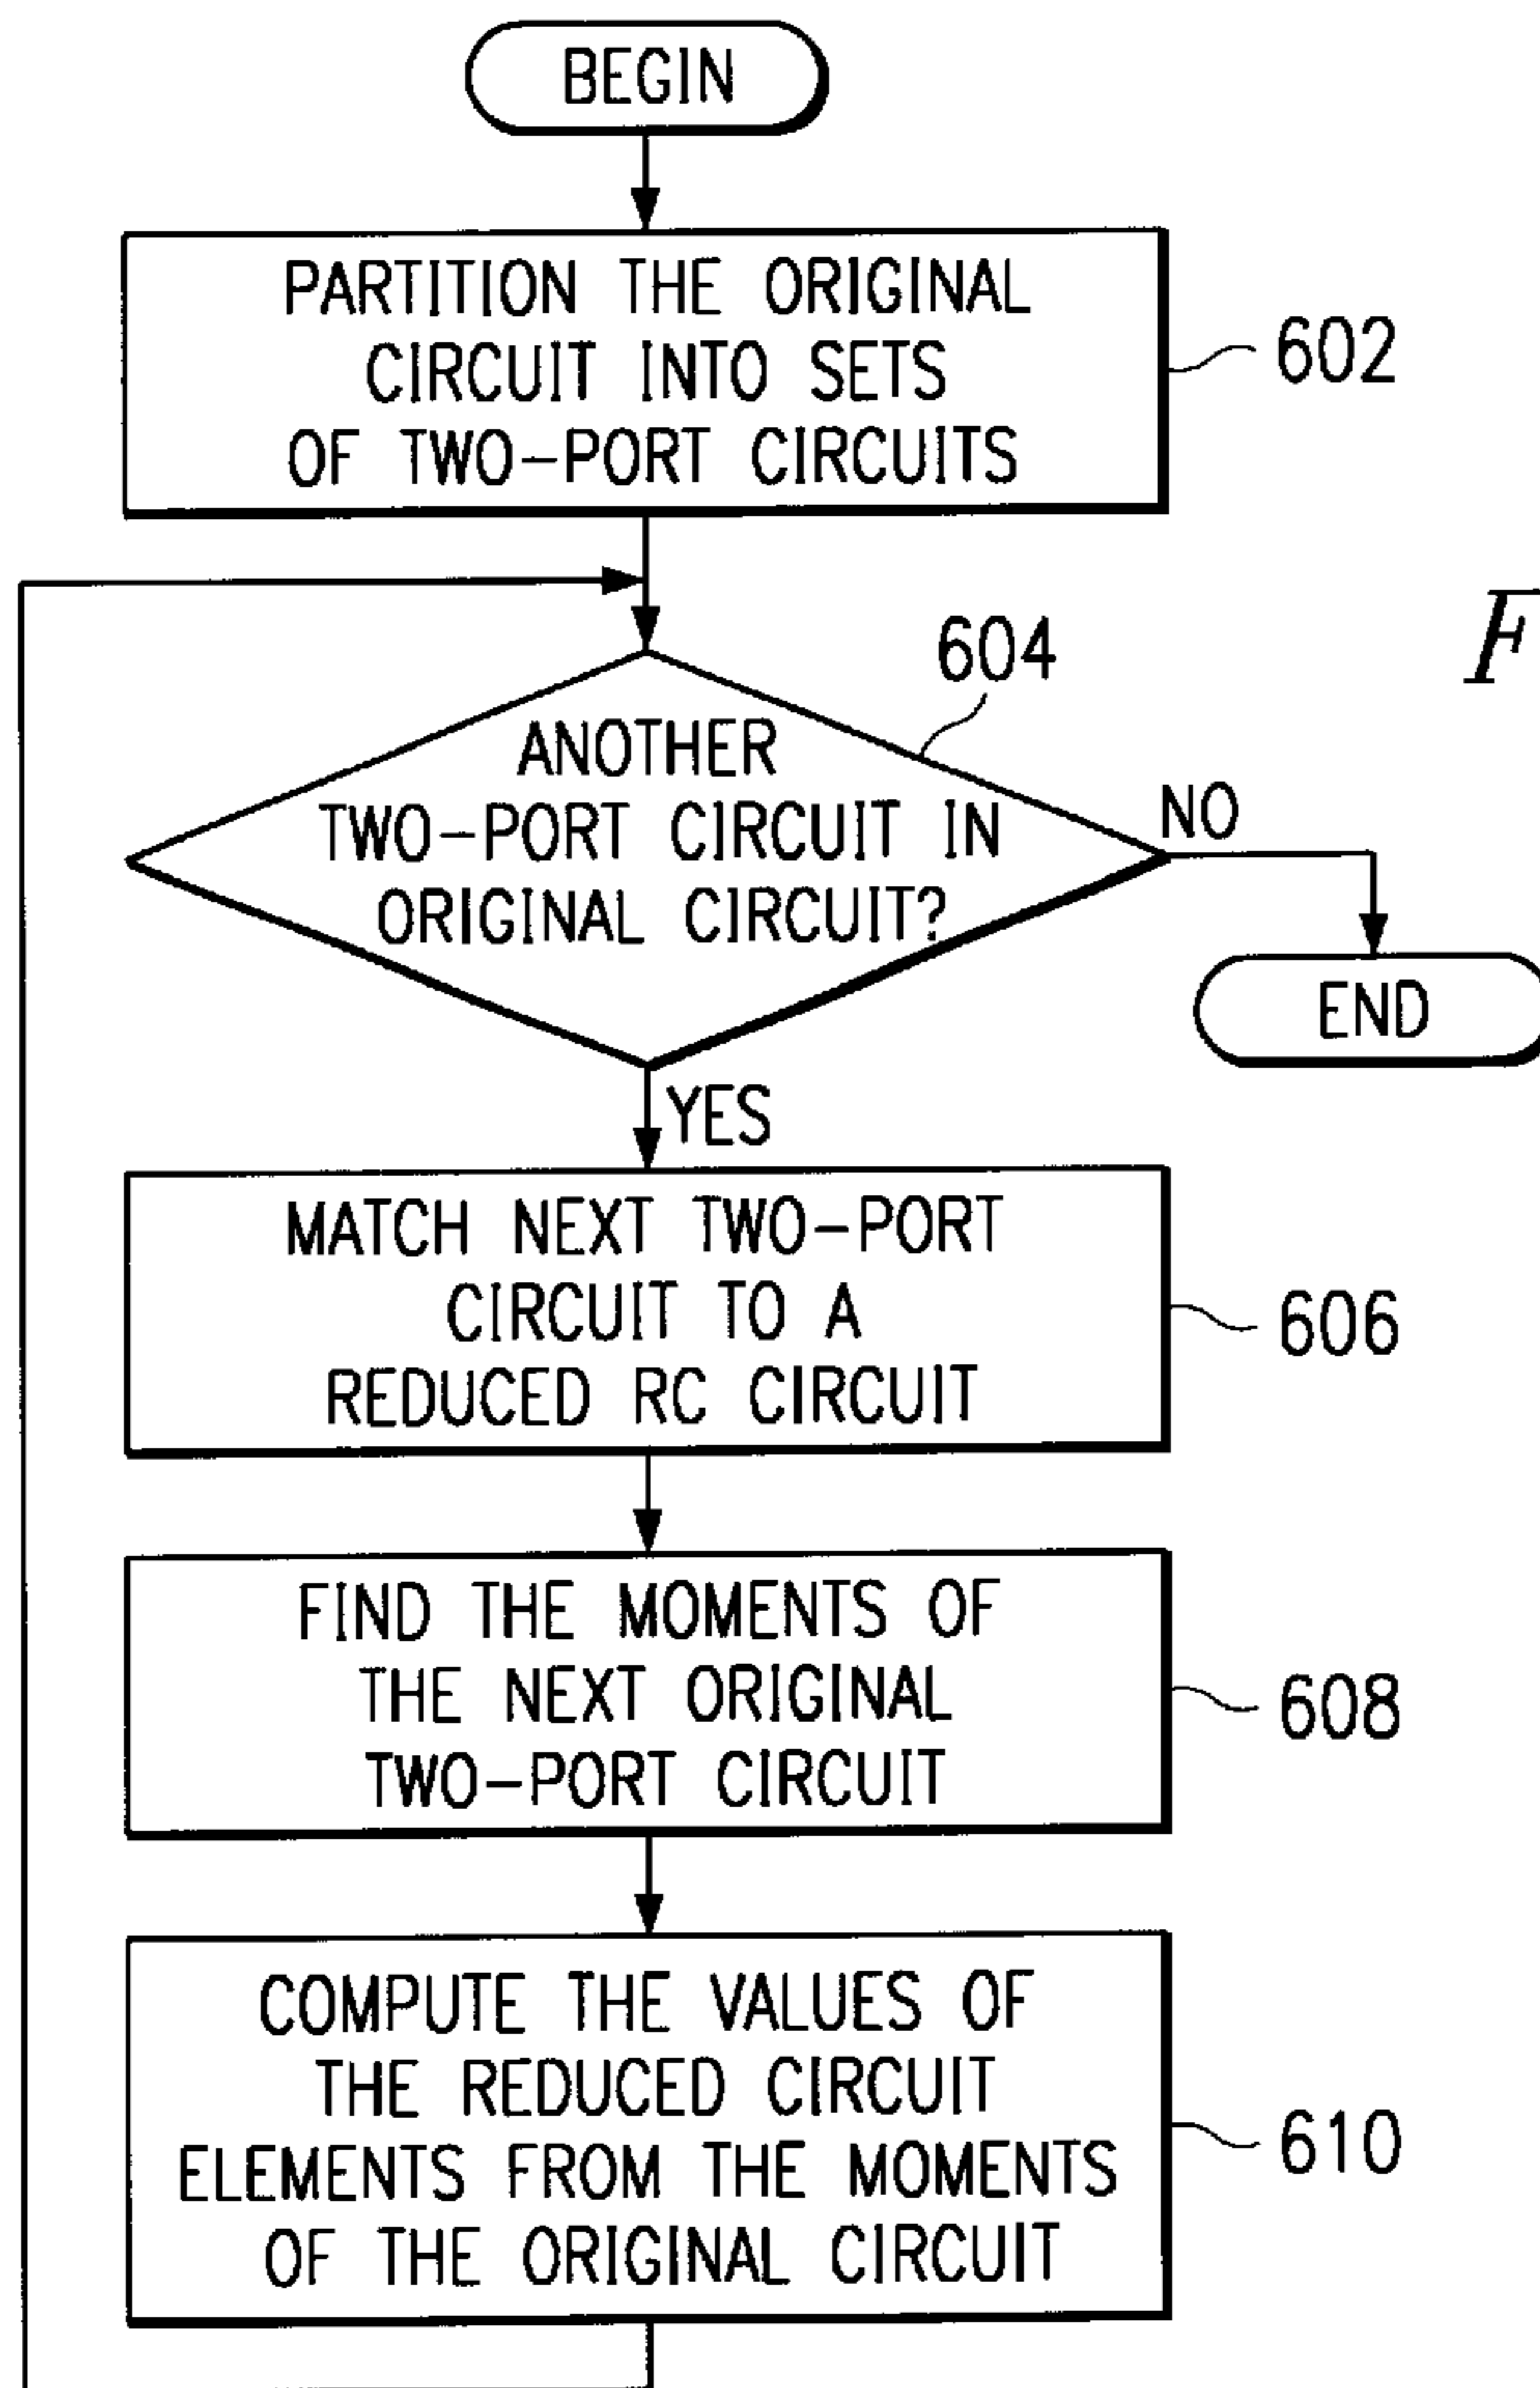 BEGIN
PARTITION THE ORIGINAL
CIRCUIT INTO SETS
OF TWO-PORT CIRCUITS
602
F
604
ANOTHER
TWO-PORT CIRCUIT IN
ORIGINAL CIRCUIT?
NO
END
YES
MATCH NEXT TWO-PORT
CIRCUIT TO A
REDUCED RC CIRCUIT
606
FIND THE MOMENTS OF
THE NEXT ORIGINAL
TWO-PORT CIRCUIT
608
COMPUTE THE VALUES OF
THE REDUCED CIRCUIT
ELEMENTS FROM THE MOMENTS
OF THE ORIGINAL CIRCUIT
610